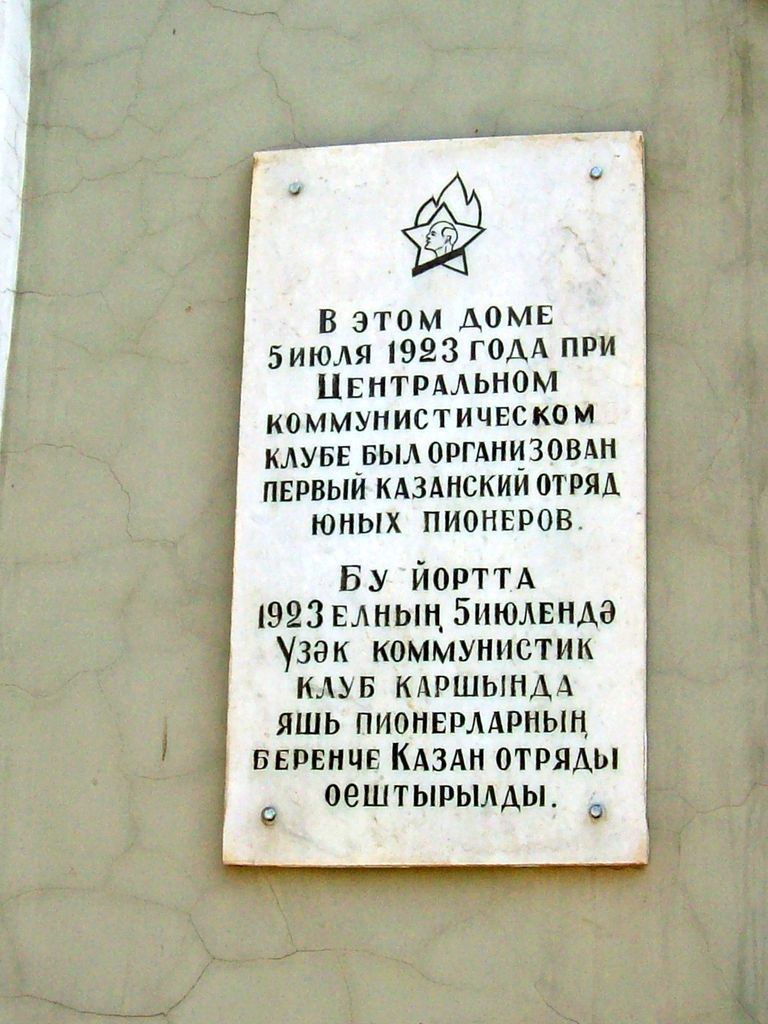 В ЭТОМ ДОМЕ
5 ИЮЛЯ 1923 ГОДА ПРИ
ЦЕНТРАЛЬНОМ
КОММУНИСТИЧЕСКОМ
КЛУБЕ БЫЛ ОРГАНИЗОВАН
ПЕРВЫЙ КАЗАНСКИЙ ОТРЯД
ЮНЫХ ПИОНЕРОВ.
БУ ЙОРТТА
1923 ЕЛНЫҢ 5 ИЮЛЕНДӘ
ҮЗӘК КОММУНИСТИК
КЛУБ КАРШЫНДА
ЯШЬ ПИОНЕРЛАРНЫҢ
БЕРЕНЧЕ КАЗАН ОТРЯДЫ
ОЕШТЫРЫЛДЫ.